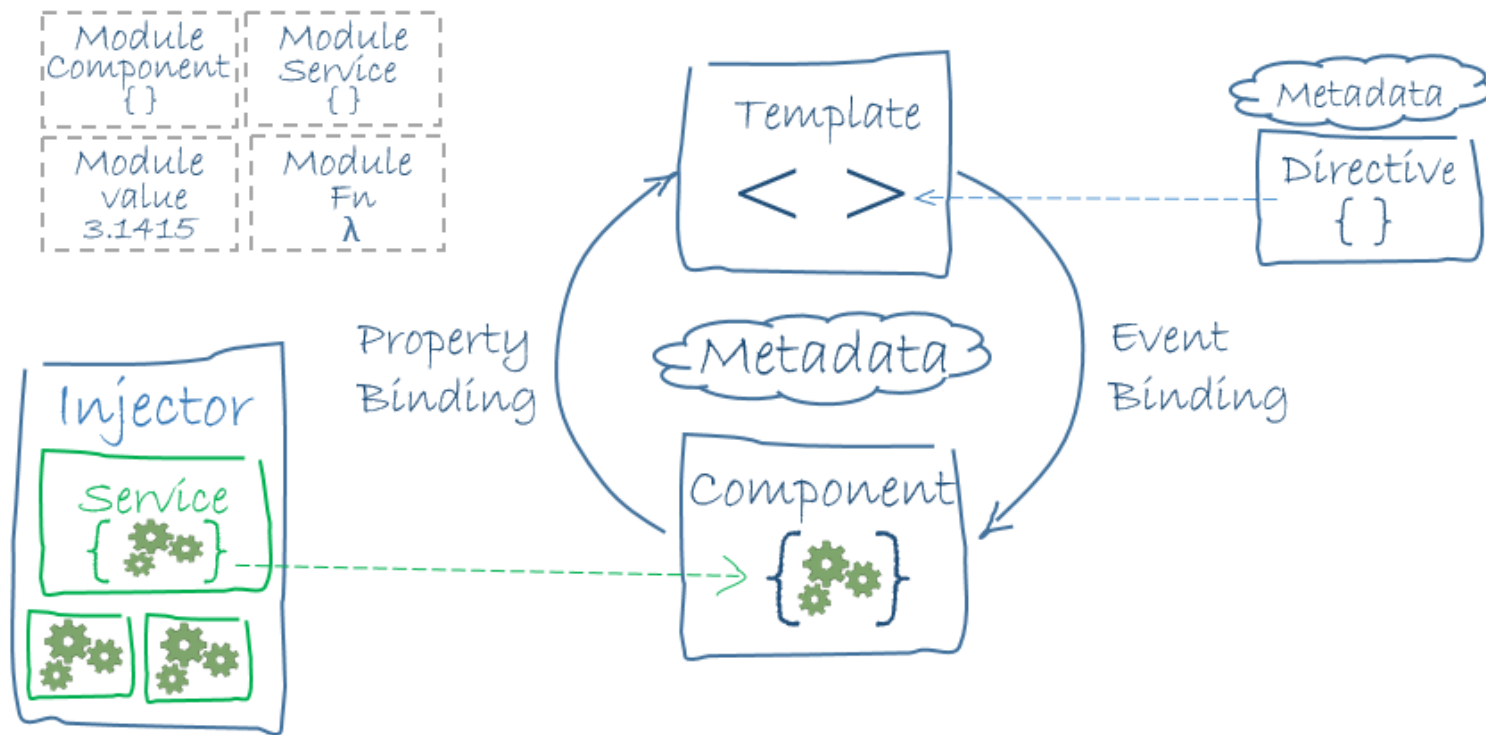 Module
Component
{ }
Module
Service
{ }
Module
value
3.1415
Module
Fn
λ
Template
< >
Metadata
Directive
{ }
Property
Binding
Metadata
Event
Binding
Injector
Service
{ }
Component
{ }